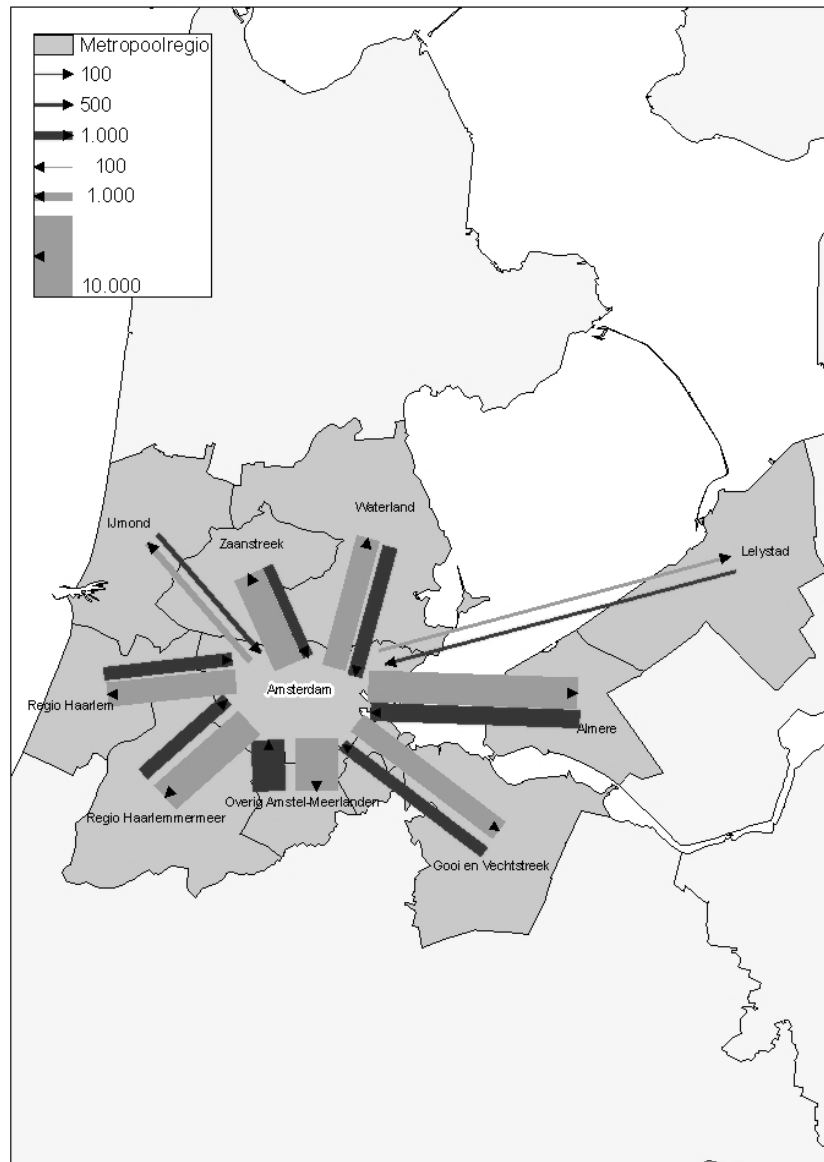 Metropoolregio
100
500
1.000
100
1.000
10.000
Waterland
IJmond
Zaanstreek
Lelystad
Amsterdam
Regio Haarlem
Almere
Overig Amstel-Meerlanden
Regio Haarlemmermeer
Gooi en Vechtstreek